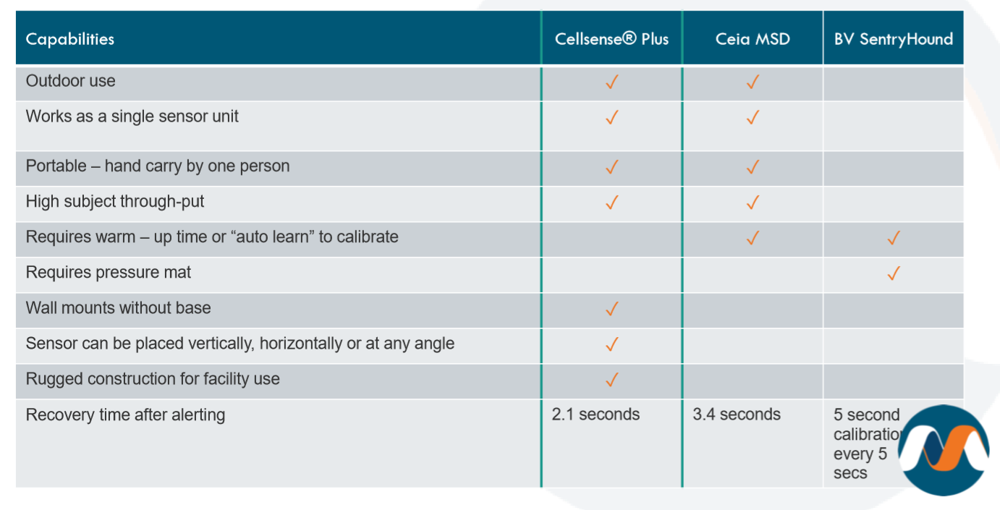 Capabilities Cellsense® Plus Ceia MSD BV SentryHound
Outdoor use ✓ ✓
Works as a single sensor unit ✓ ✓
Portable – hand carry by one person ✓ ✓
High subject through-put ✓ ✓
Requires warm – up time or “auto learn” to calibrate ✓ ✓
Requires pressure mat ✓
Wall mounts without base ✓
Sensor can be placed vertically, horizontally or at any angle ✓
Rugged construction for facility use ✓
Recovery time after alerting 2.1 seconds 3.4 seconds 5 second
calibration
every 5
secs